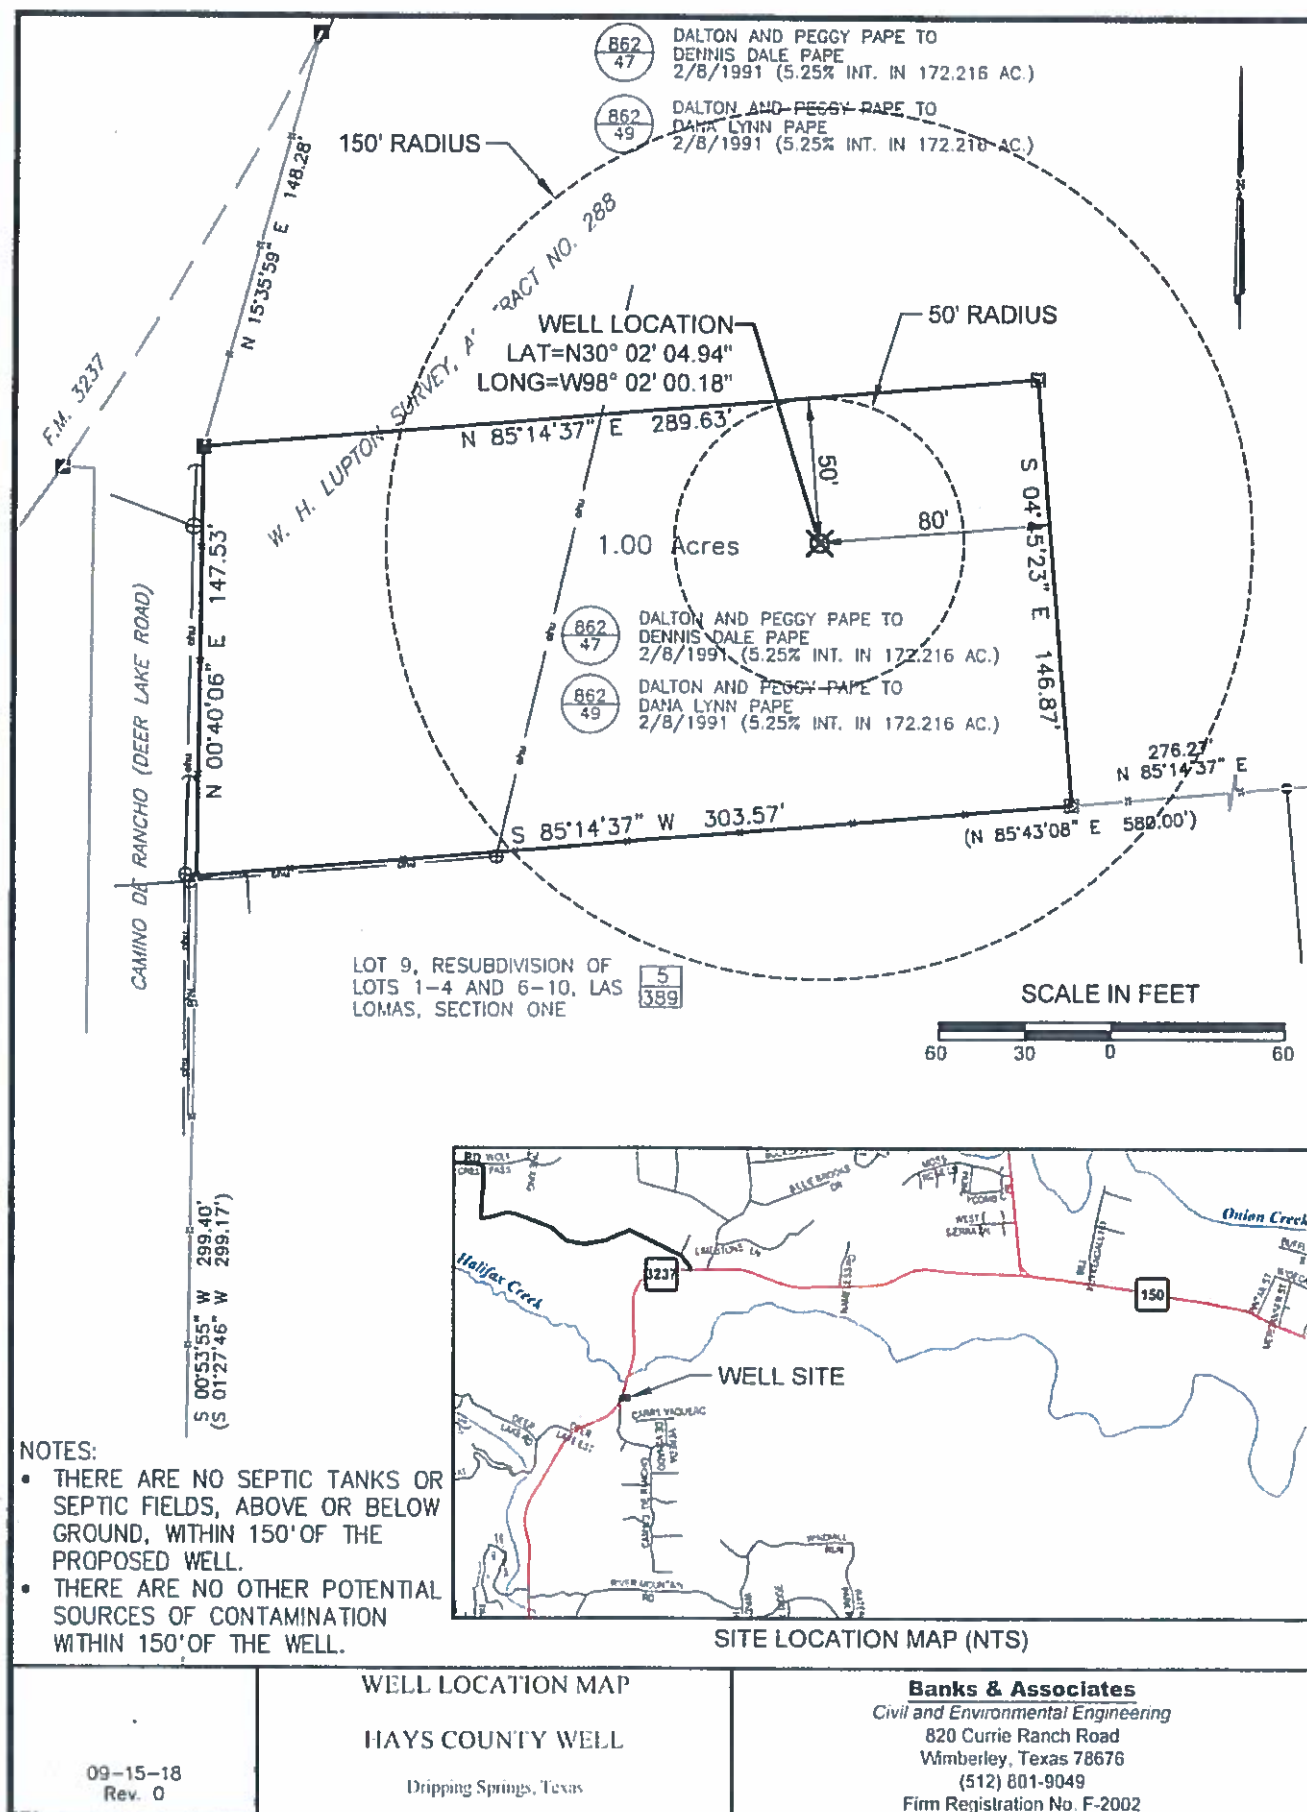 862
47
DALTON AND PEGGY PAPE TO
DENNIS DALE PAPE
2/8/1991 (5.25% INT. IN 172.216 AC.)
862
49
DALTON AND PEGGY PAPE TO
DANA LYNN PAPE
2/8/1991 (5.25% INT. IN 172.216 AC.)
150' RADIUS
N 15°35'59" E 148.28'
W. H. LUPTON SURVEY, A RACT NO. 288
F.M. 3237
WELL LOCATION
LAT=N30° 02' 04.94"
LONG=W98° 02' 00.18"
50' RADIUS
N 85°14'37" E 289.63'
50'
80'
S 04°45'23" E 146.87'
1.00 Acres
N 00°40'06" E 147.53'
CAMINO DE RANCHO (DEER LAKE ROAD)
862
47
DALTON AND PEGGY PAPE TO
DENNIS DALE PAPE
2/8/1991 (5.25% INT. IN 172.216 AC.)
862
49
DALTON AND PEGGY PAPE TO
DANA LYNN PAPE
2/8/1991 (5.25% INT. IN 172.216 AC.)
276.27'
N 85°14'37" E
(N 85°43'08" E 580.00')
S 85°14'37" W 303.57'
LOT 9, RESUBDIVISION OF
LOTS 1-4 AND 6-10, LAS
LOMAS, SECTION ONE
5
389
SCALE IN FEET
60 30 0 60
S 00°53'55" W 299.40'
(S 01°27'46" W 299.17')
Halifax Creek
Onion Creek
3237
150
WELL SITE
RIVER MOUNTAIN
RD
WINDMILL
RUN
SITE LOCATION MAP (NTS)
NOTES:
• THERE ARE NO SEPTIC TANKS OR
SEPTIC FIELDS, ABOVE OR BELOW
GROUND, WITHIN 150' OF THE
PROPOSED WELL.
• THERE ARE NO OTHER POTENTIAL
SOURCES OF CONTAMINATION
WITHIN 150' OF THE WELL.
09-15-18
Rev. 0
WELL LOCATION MAP
HAYS COUNTY WELL
Dripping Springs, Texas
Banks & Associates
Civil and Environmental Engineering
820 Currie Ranch Road
Wimberley, Texas 78676
(512) 801-9049
Firm Registration No. F-2002